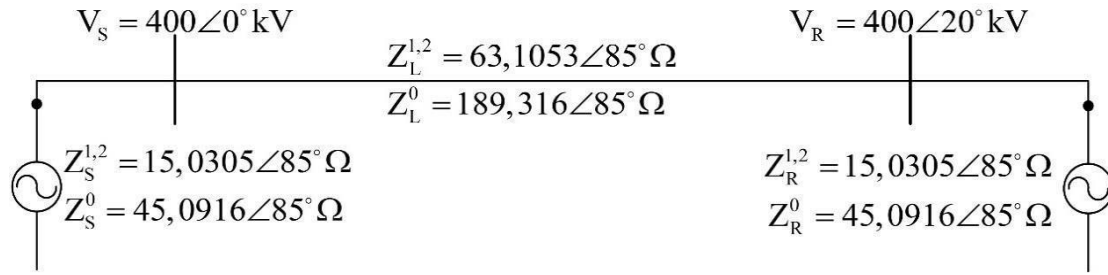 V_S = 400∠0° kV
V_R = 400∠20° kV
Z_L^{1,2} = 63,1053∠85° Ω
Z_L^0 = 189,316∠85° Ω
Z_S^{1,2} = 15,0305∠85° Ω
Z_S^0 = 45,0916∠85° Ω
Z_R^{1,2} = 15,0305∠85° Ω
Z_R^0 = 45,0916∠85° Ω